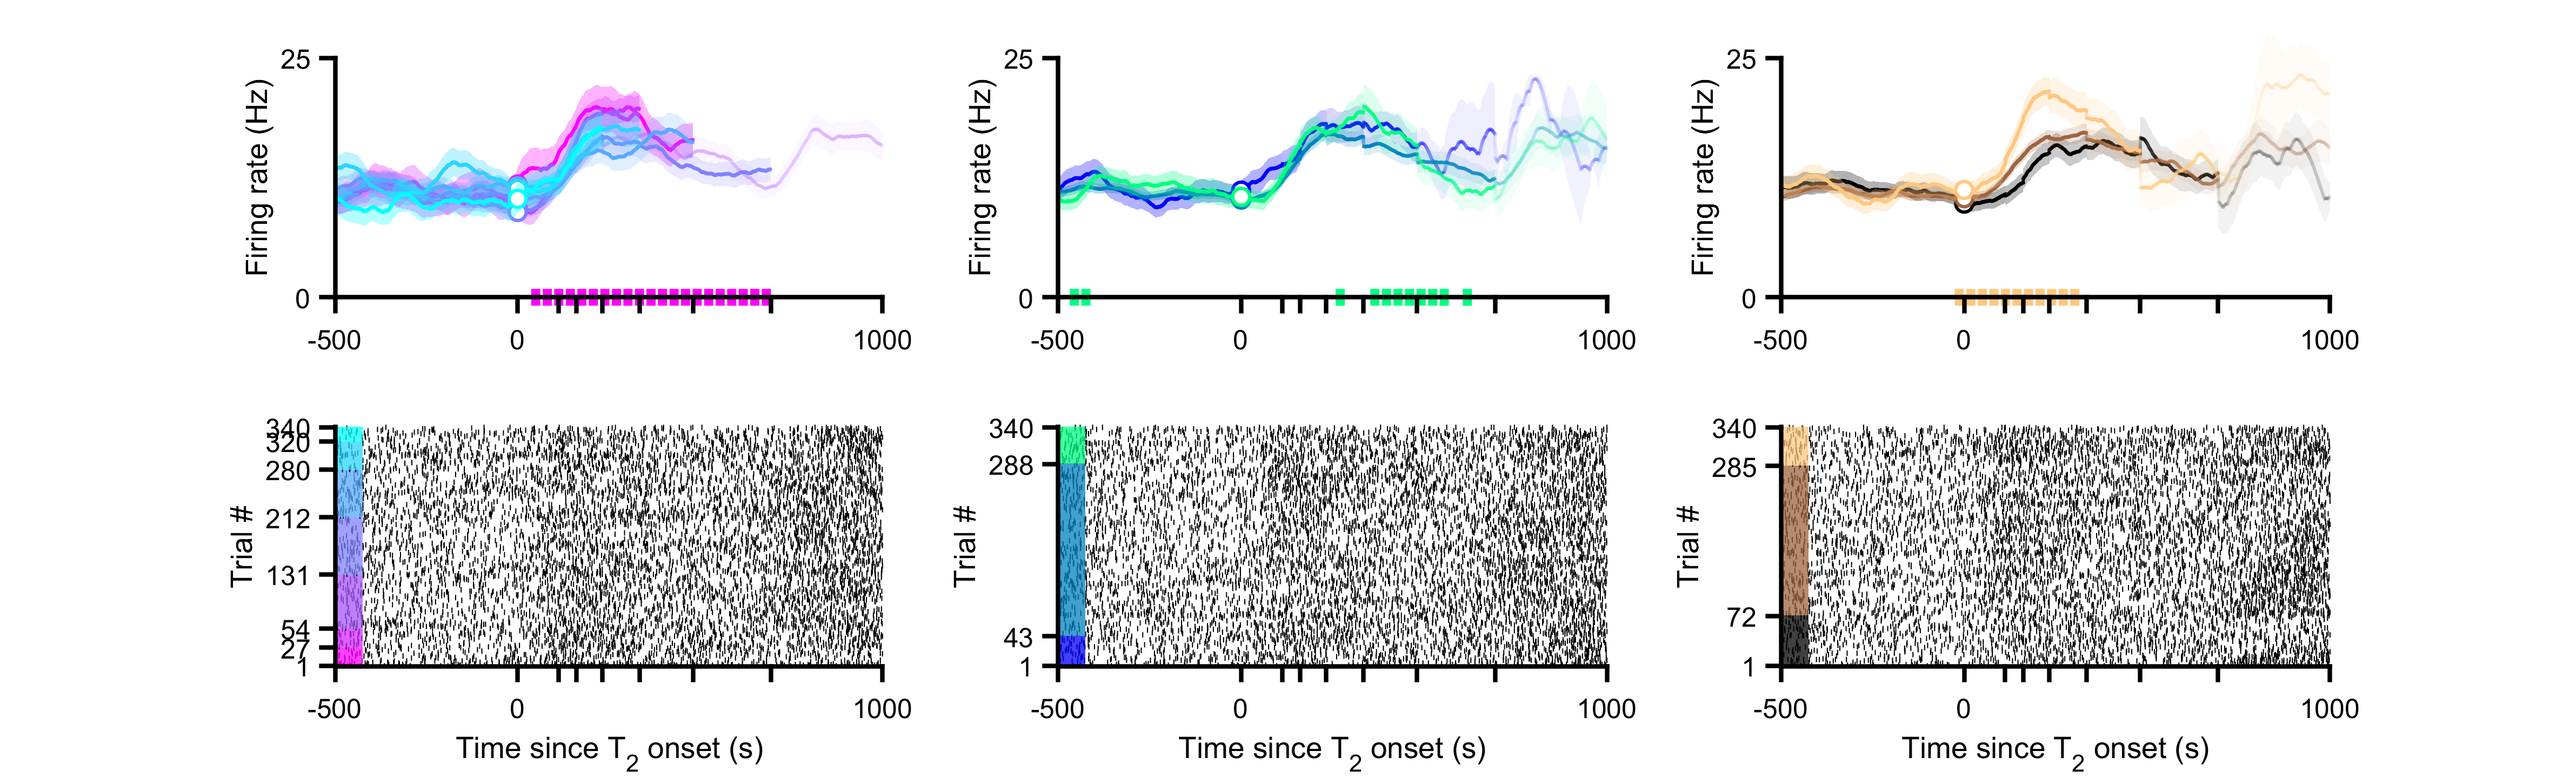 25
Firing rate (Hz)
0
-500 0 1000
25
Firing rate (Hz)
0
-500 0 1000
25
Firing rate (Hz)
0
-500 0 1000
340
320
280
212
131
54
27
1
Trial #
-500 0 1000
Time since T2 onset (s)
340
288
43
1
Trial #
-500 0 1000
Time since T2 onset (s)
340
285
72
1
Trial #
-500 0 1000
Time since T2 onset (s)